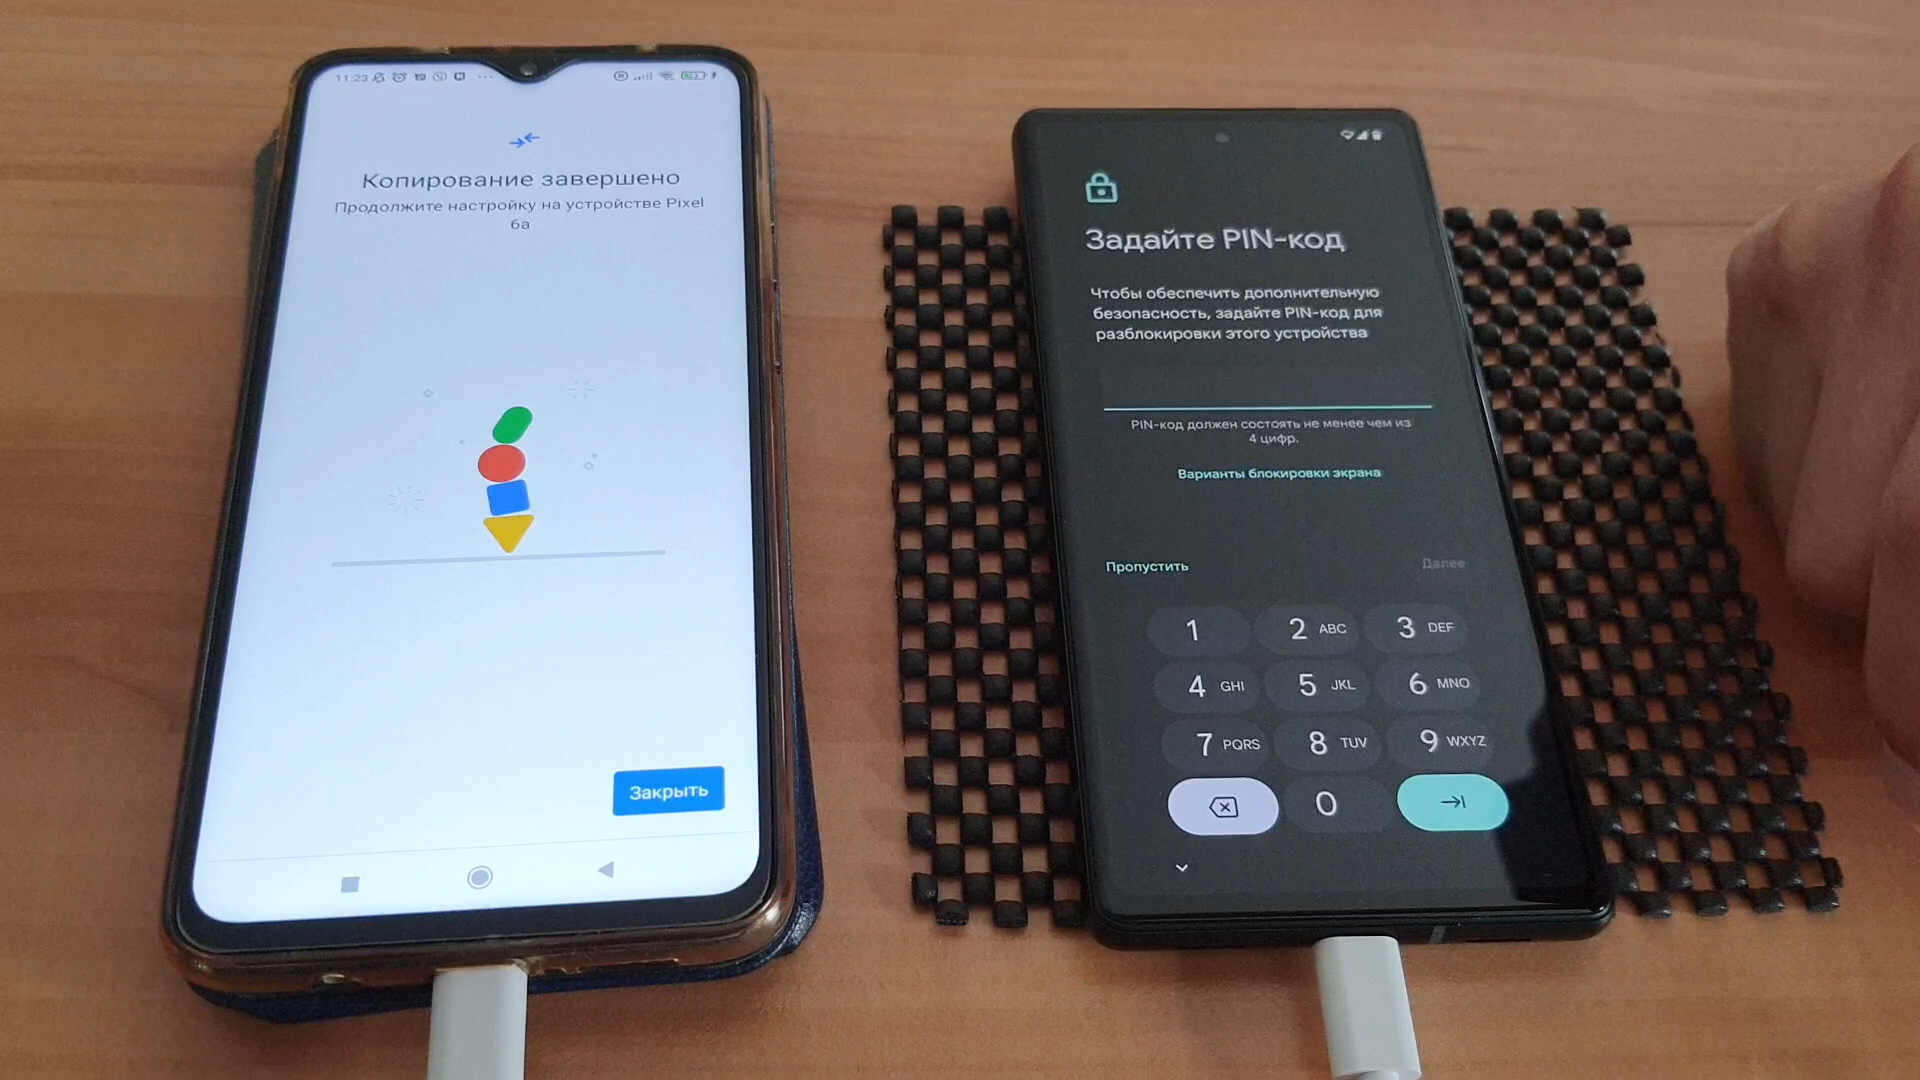 11:23
Копирование завершено
Продолжите настройку на устройстве Pixel
6a
Закрыть
Задайте PIN-код
Чтобы обеспечить дополнительную
безопасность, задайте PIN-код для
разблокировки этого устройства
PIN-код должен состоять не менее чем из
4 цифр.
Варианты блокировки экрана
Пропустить Далее
1 2 ABC 3 DEF
4 GHI 5 JKL 6 MNO
7 PQRS 8 TUV 9 WXYZ
0